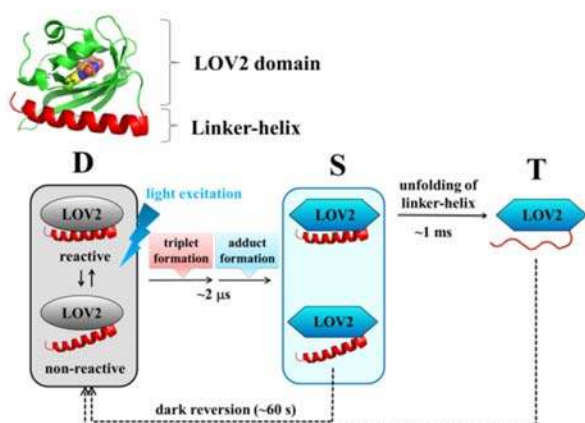 LOV2 domain
Linker-helix
D
S
T
light excitation
unfolding of
linker-helix
LOV2
LOV2
LOV2
reactive
triplet
formation
adduct
formation
~1 ms
~2 μs
LOV2
LOV2
non-reactive
dark reversion (~60 s)